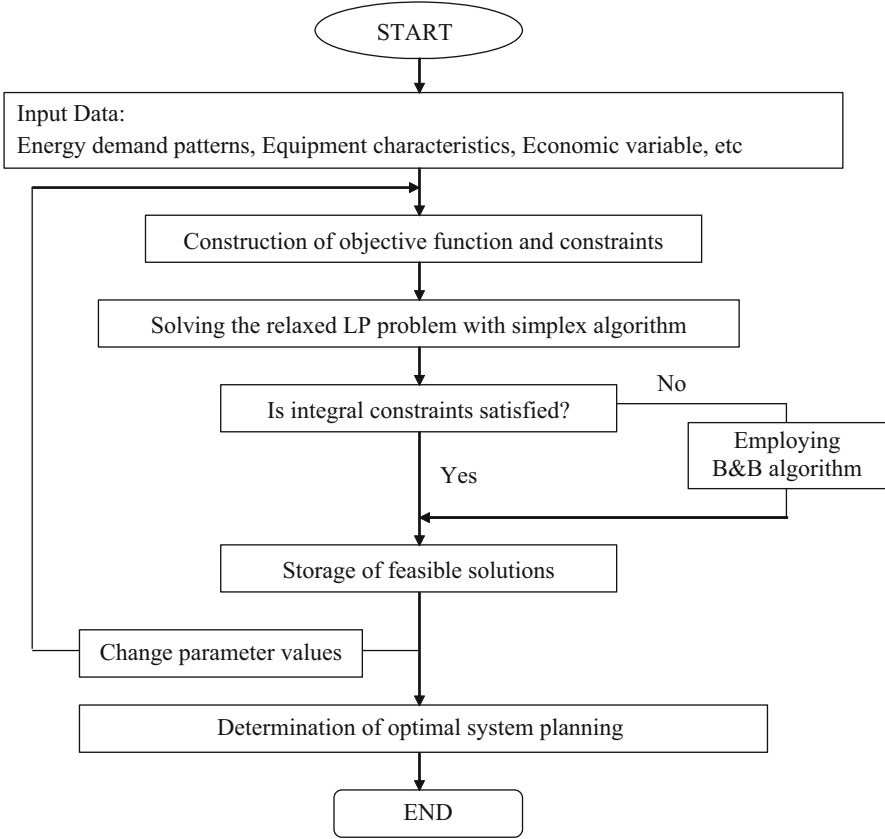 START
Input Data:
Energy demand patterns, Equipment characteristics, Economic variable, etc
Construction of objective function and constraints
Solving the relaxed LP problem with simplex algorithm
Is integral constraints satisfied?
No
Employing
B&B algorithm
Yes
Storage of feasible solutions
Change parameter values
Determination of optimal system planning
END